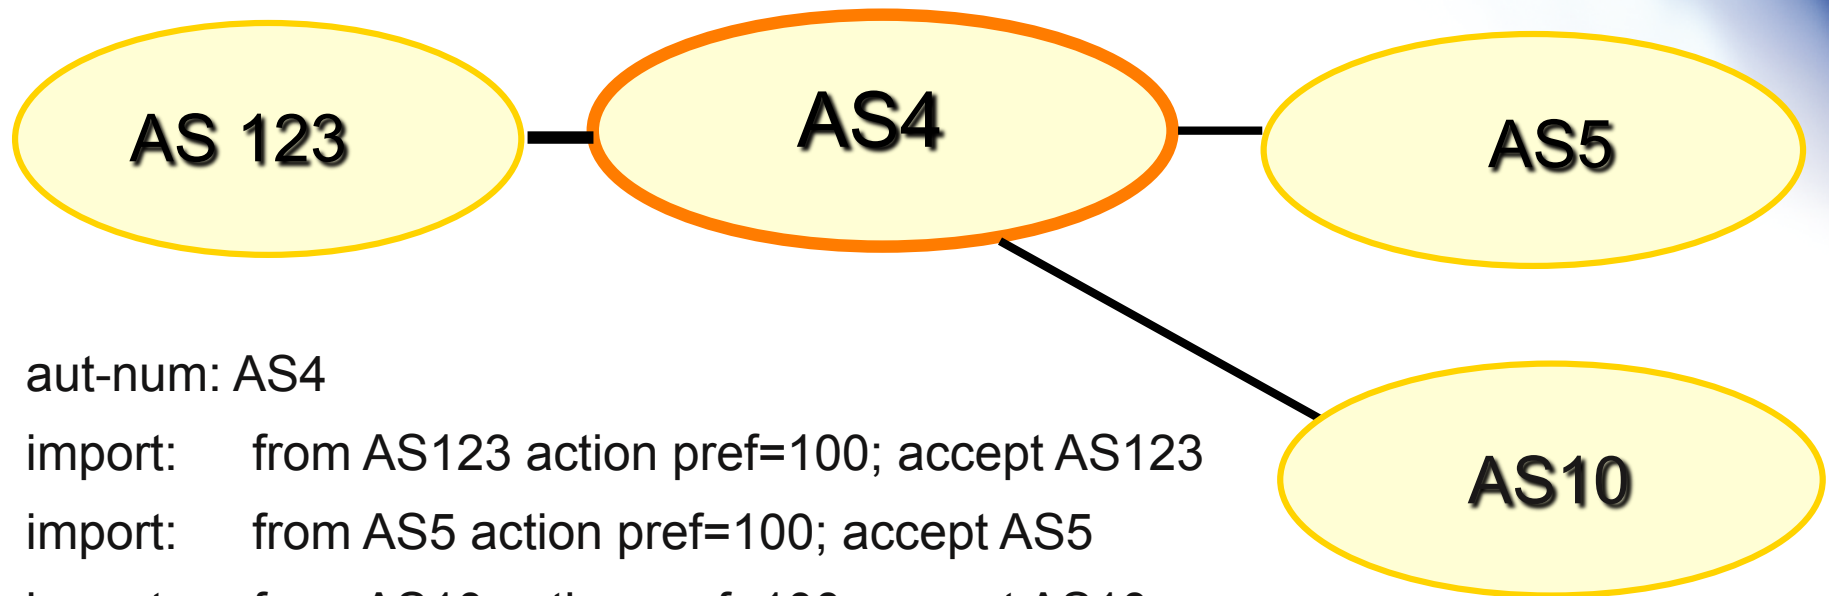 AS 123
AS4
AS5
AS10
aut-num: AS4
import: from AS123 action pref=100; accept AS123
import: from AS5 action pref=100; accept AS5